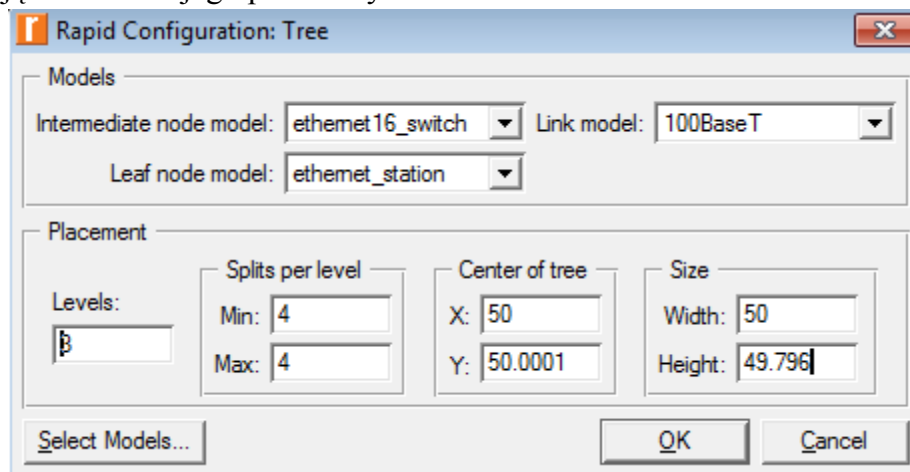 Rapid Configuration: Tree
Models
Intermediate node model: ethernet16_switch Link model: 100BaseT
Leaf node model: ethernet_station
Placement
Splits per level Center of tree Size
Levels: Min: 4 X: 50 Width: 50
3 Max: 4 Y: 50.0001 Height: 49.796
Select Models... OK Cancel